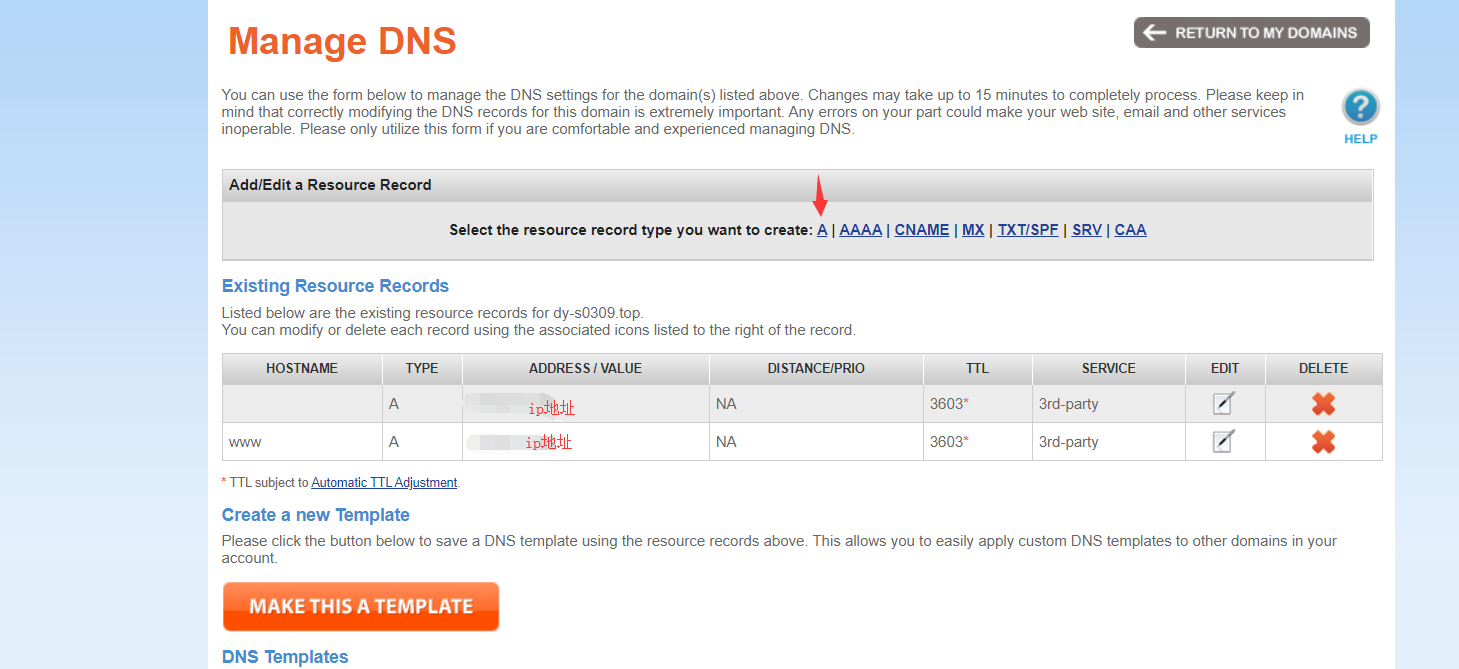 Manage DNS
RETURN TO MY DOMAINS
You can use the form below to manage the DNS settings for the domain(s) listed above. Changes may take up to 15 minutes to completely process. Please keep in
mind that correctly modifying the DNS records for this domain is extremely important. Any errors on your part could make your web site, email and other services
inoperable. Please only utilize this form if you are comfortable and experienced managing DNS.
?
HELP
Add/Edit a Resource Record
Select the resource record type you want to create: A | AAAA | CNAME | MX | TXT/SPF | SRV | CAA
Existing Resource Records
Listed below are the existing resource records for dy-s0309.top.
You can modify or delete each record using the associated icons listed to the right of the record.
HOSTNAME TYPE ADDRESS / VALUE DISTANCE/PRIO TTL SERVICE EDIT DELETE
A ip地址 NA 3603* 3rd-party
www A ip地址 NA 3603* 3rd-party
* TTL subject to Automatic TTL Adjustment.
Create a new Template
Please click the button below to save a DNS template using the resource records above. This allows you to easily apply custom DNS templates to other domains in your
account.
MAKE THIS A TEMPLATE
DNS Templates